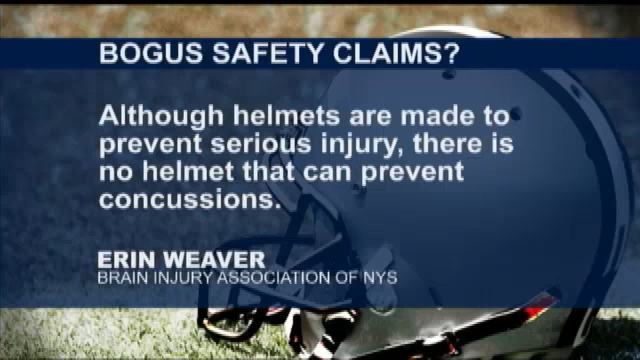 BOGUS SAFETY CLAIMS?
Although helmets are made to
prevent serious injury, there is
no helmet that can prevent
concussions.
ERIN WEAVER
BRAIN INJURY ASSOCIATION OF NYS